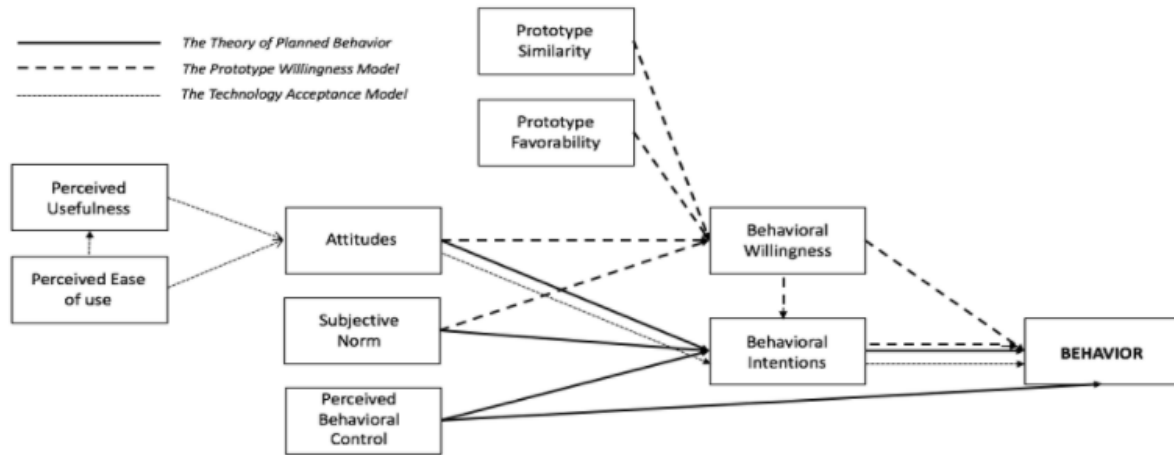 The Theory of Planned Behavior
The Prototype Willingness Model
The Technology Acceptance Model
Prototype
Similarity
Prototype
Favorability
Perceived
Usefulness
Perceived Ease
of use
Attitudes
Subjective
Norm
Perceived
Behavioral
Control
Behavioral
Willingness
Behavioral
Intentions
BEHAVIOR